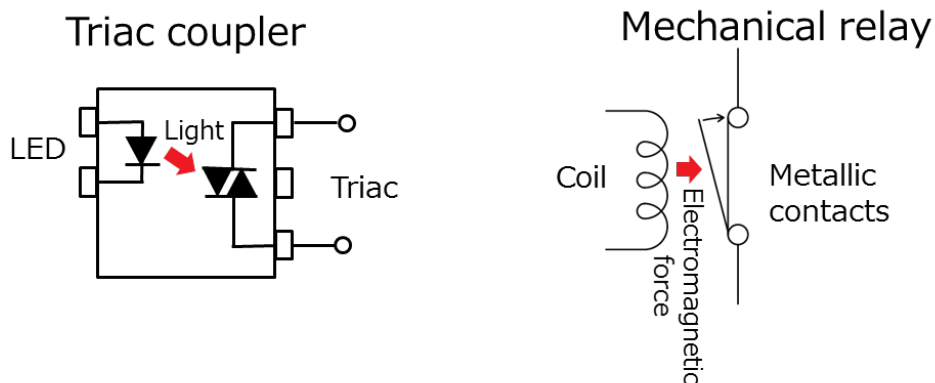 Triac coupler
LED
Light
Triac
Mechanical relay
Coil
Electromagnetic
force
Metallic
contacts